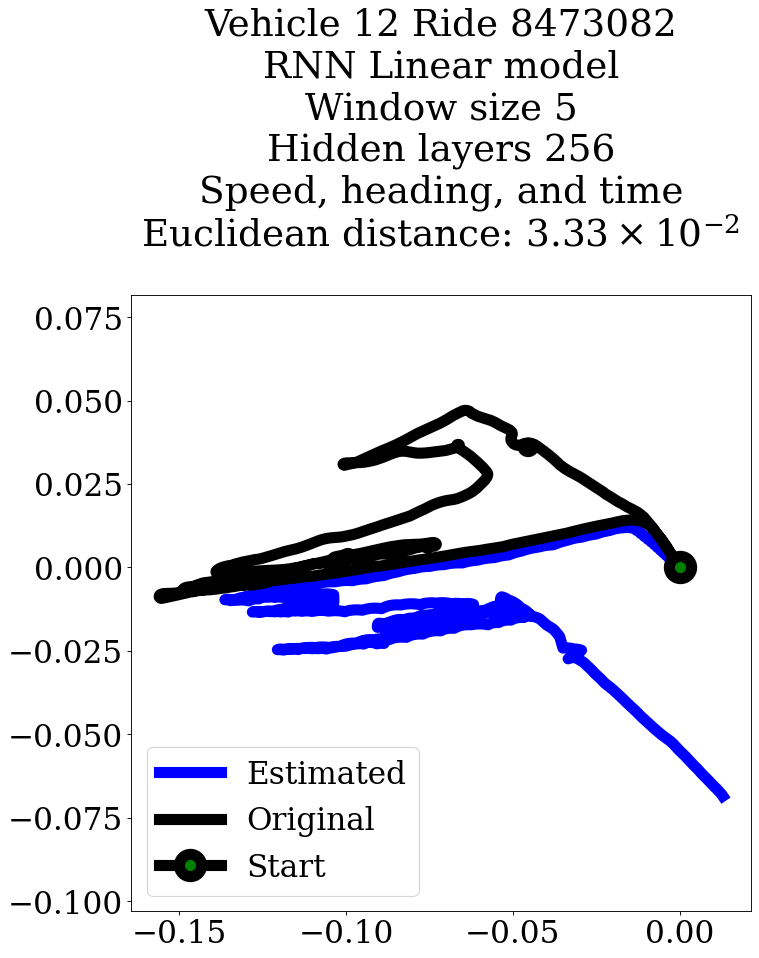 Vehicle 12 Ride 8473082
RNN Linear model
Window size 5
Hidden layers 256
Speed, heading, and time
Euclidean distance: 3.33 × 10⁻²
0.075
0.050
0.025
0.000
−0.025
−0.050
−0.075
−0.100
Estimated
Original
Start
−0.15
−0.10
−0.05
0.00